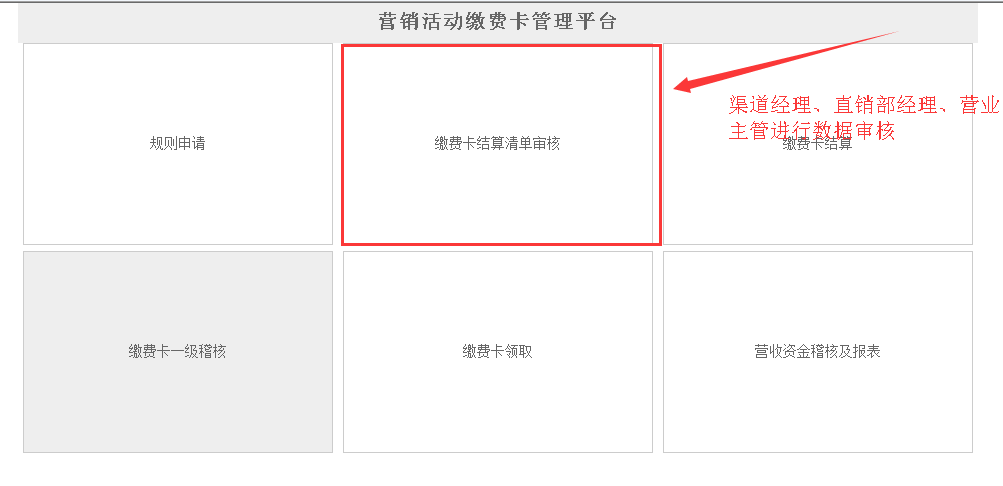 营销活动缴费卡管理平台
渠道经理、直销部经理、营业
主管进行数据审核
规则申请
缴费卡结算清单审核
缴费卡结算
缴费卡一级稽核
缴费卡领取
营收资金稽核及报表